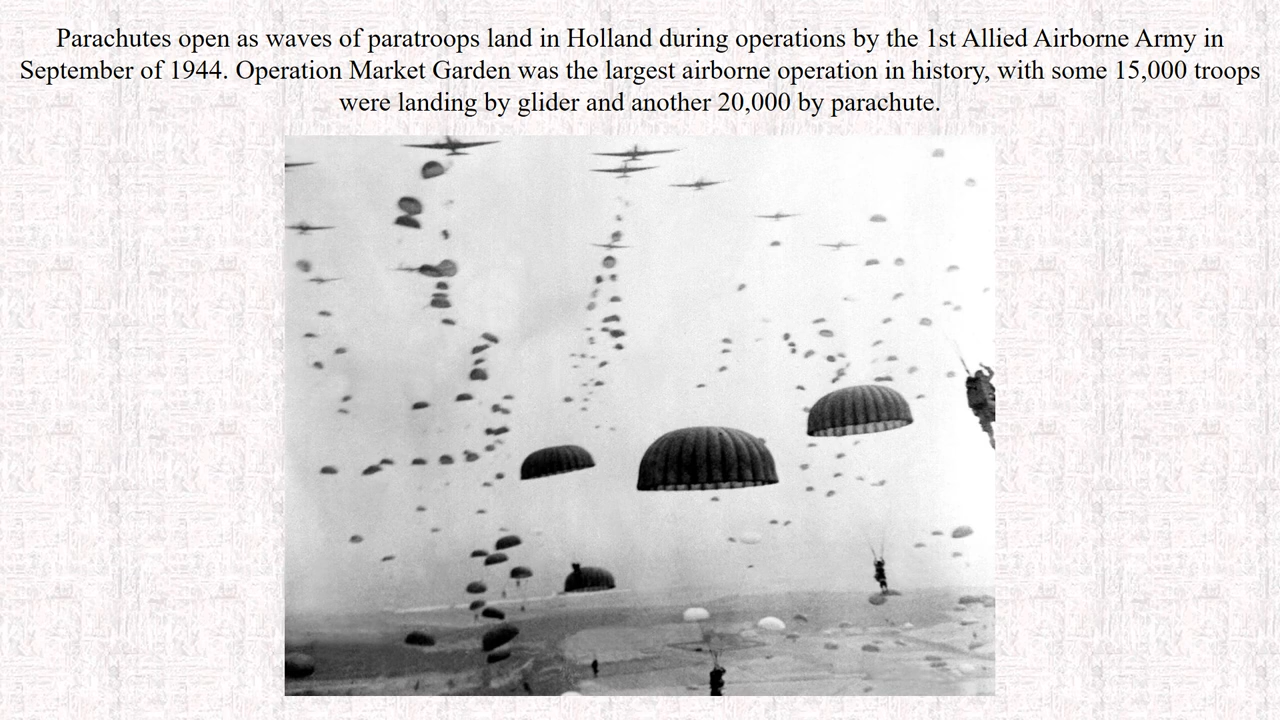 Parachutes open as waves of paratroops land in Holland during operations by the 1st Allied Airborne Army in
September of 1944. Operation Market Garden was the largest airborne operation in history, with some 15,000 troops
were landing by glider and another 20,000 by parachute.